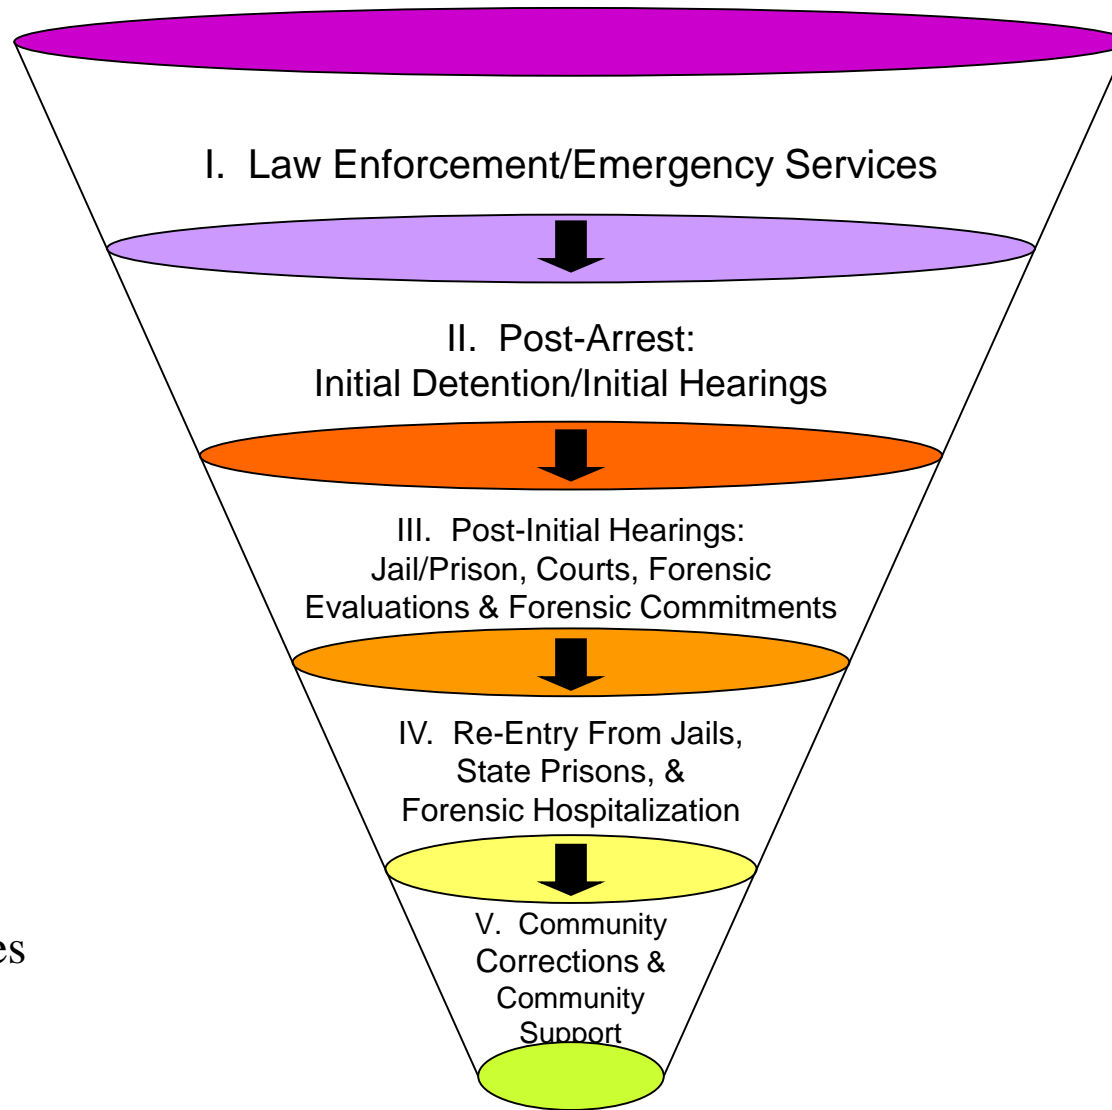 I. Law Enforcement/Emergency Services
II. Post-Arrest:
Initial Detention/Initial Hearings
III. Post-Initial Hearings:
Jail/Prison, Courts, Forensic
Evaluations & Forensic Commitments
IV. Re-Entry From Jails,
State Prisons, &
Forensic Hospitalization
V. Community
es
Corrections &
Community
Support